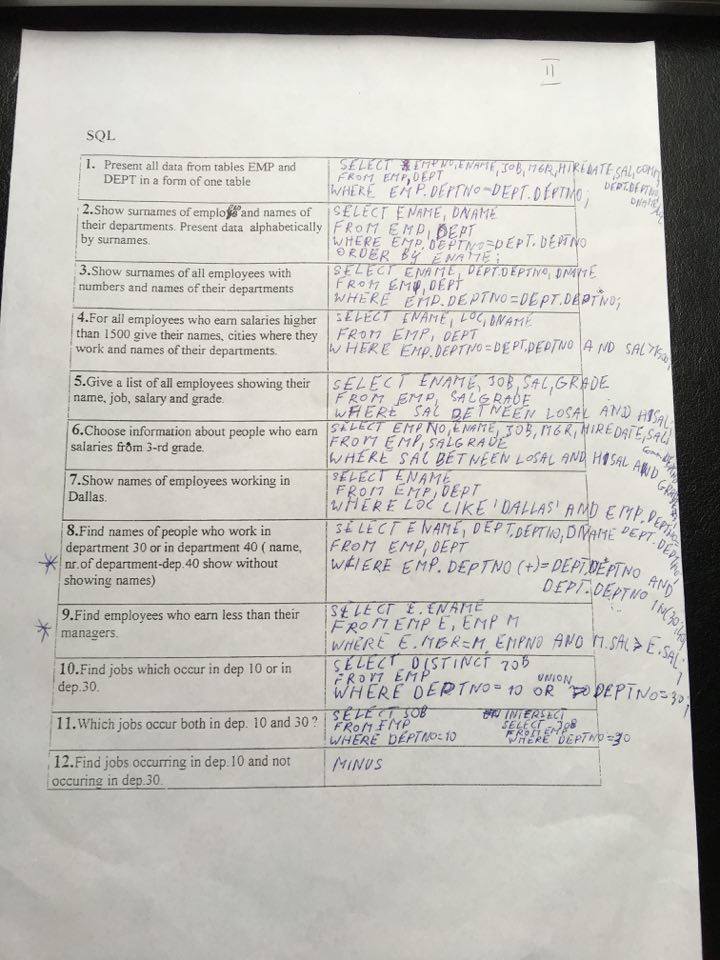 II
SQL
1. Present all data from tables EMP and
DEPT in a form of one table
SELECT EMPNO, ENAME, JOB, MGR, HIREDATE, SAL, COMM,
DEPT.DEPTNO,
FROM EMP, DEPT
WHERE EMP.DEPTNO=DEPT.DEPTNO;
2.Show surnames of and names of
their departments. Present data alphabetically
by surnames.
SELECT ENAME, DNAME
FROM EMP, DEPT
WHERE EMP.DEPTNO=DEPT.DEPTNO
ORDER BY ENAME;
3.Show surnames of all employees with
numbers and names of their departments
SELECT ENAME, DEPT.DEPTNO, DNAME
FROM EMP, DEPT
WHERE EMP.DEPTNO=DEPT.DEPTNO;
4.For all employees who earn salaries higher
than 1500 give their names, cities where they
work and names of their departments.
SELECT ENAME, LOC, DNAME
FROM EMP, DEPT
WHERE EMP.DEPTNO=DEPT.DEPTNO AND SAL>1500;
5.Give a list of all employees showing their
name, job, salary and grade.
SELECT ENAME, JOB, SAL, GRADE
FROM EMP, SALGRADE
WHERE SAL BETWEEN LOSAL AND HISAL;
6.Choose information about people who earn
salaries from 3-rd grade.
SELECT EMPNO, ENAME, JOB, MGR, HIREDATE, SAL,
FROM EMP, SALGRADE
WHERE SAL BETWEEN LOSAL AND HISAL AND
7.Show names of employees working in
Dallas.
SELECT ENAME
FROM EMP, DEPT
WHERE LOC LIKE 'DALLAS' AND EMP.DEPTNO=
DEPT.DEPTNO;
8.Find names of people who work in
department 30 or in department 40 ( name,
nr.of department-dep.40 show without
showing names)
SELECT ENAME, DEPT.DEPTNO, DNAME
FROM EMP, DEPT
WHERE EMP.DEPTNO (+)=DEPT.DEPTNO AND
DEPT.DEPTNO IN(30,40);
9.Find employees who earn less than their
managers.
SELECT E.ENAME
FROM EMP E, EMP M
WHERE E.MGR=M.EMPNO AND M.SAL > E.SAL;
10.Find jobs which occur in dep 10 or in
dep.30.
SELECT DISTINCT JOB
FROM EMP
UNION
WHERE DEPTNO=10 OR DEPTNO=30;
11.Which jobs occur both in dep. 10 and 30 ?
SELECT JOB
FROM EMP
WHERE DEPTNO=10
INTERSECT
SELECT JOB
FROM EMP
WHERE DEPTNO=30
12.Find jobs occurring in dep.10 and not
occuring in dep.30.
MINUS